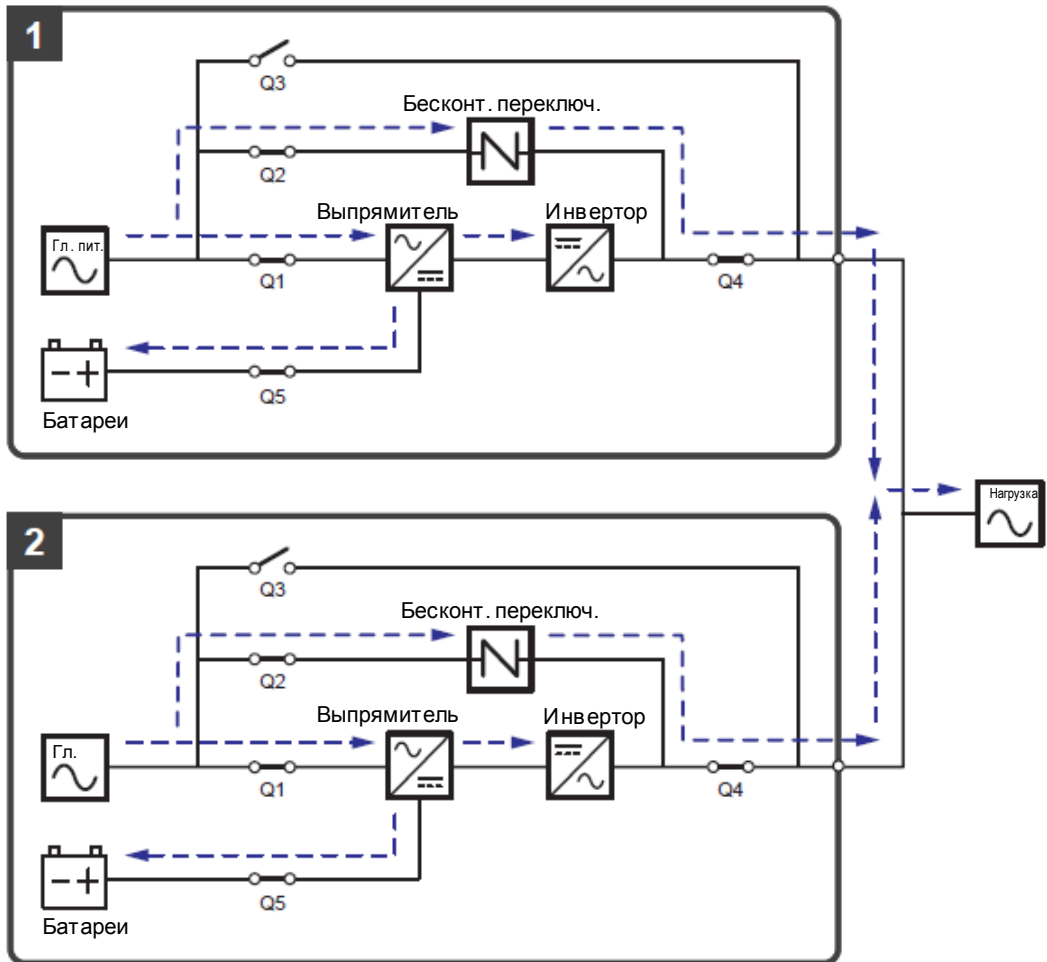 1
Q3
Бесконт. переключ.
Q2
Выпрямитель
Инвертор
Гл. пит.
Q1
Q4
Q5
Батареи
Нагрузка
2
Q3
Бесконт. переключ.
Q2
Выпрямитель
Инвертор
Гл.
Q1
Q4
Q5
Батареи